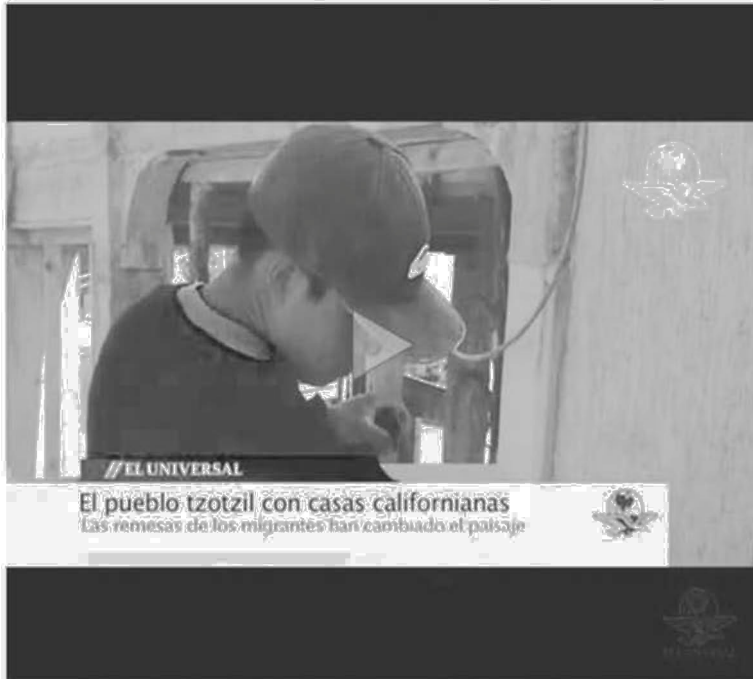 //EL UNIVERSAL
El pueblo tzotzil con casas californianas
Las remesas de los migrantes han cambiado el paisaje